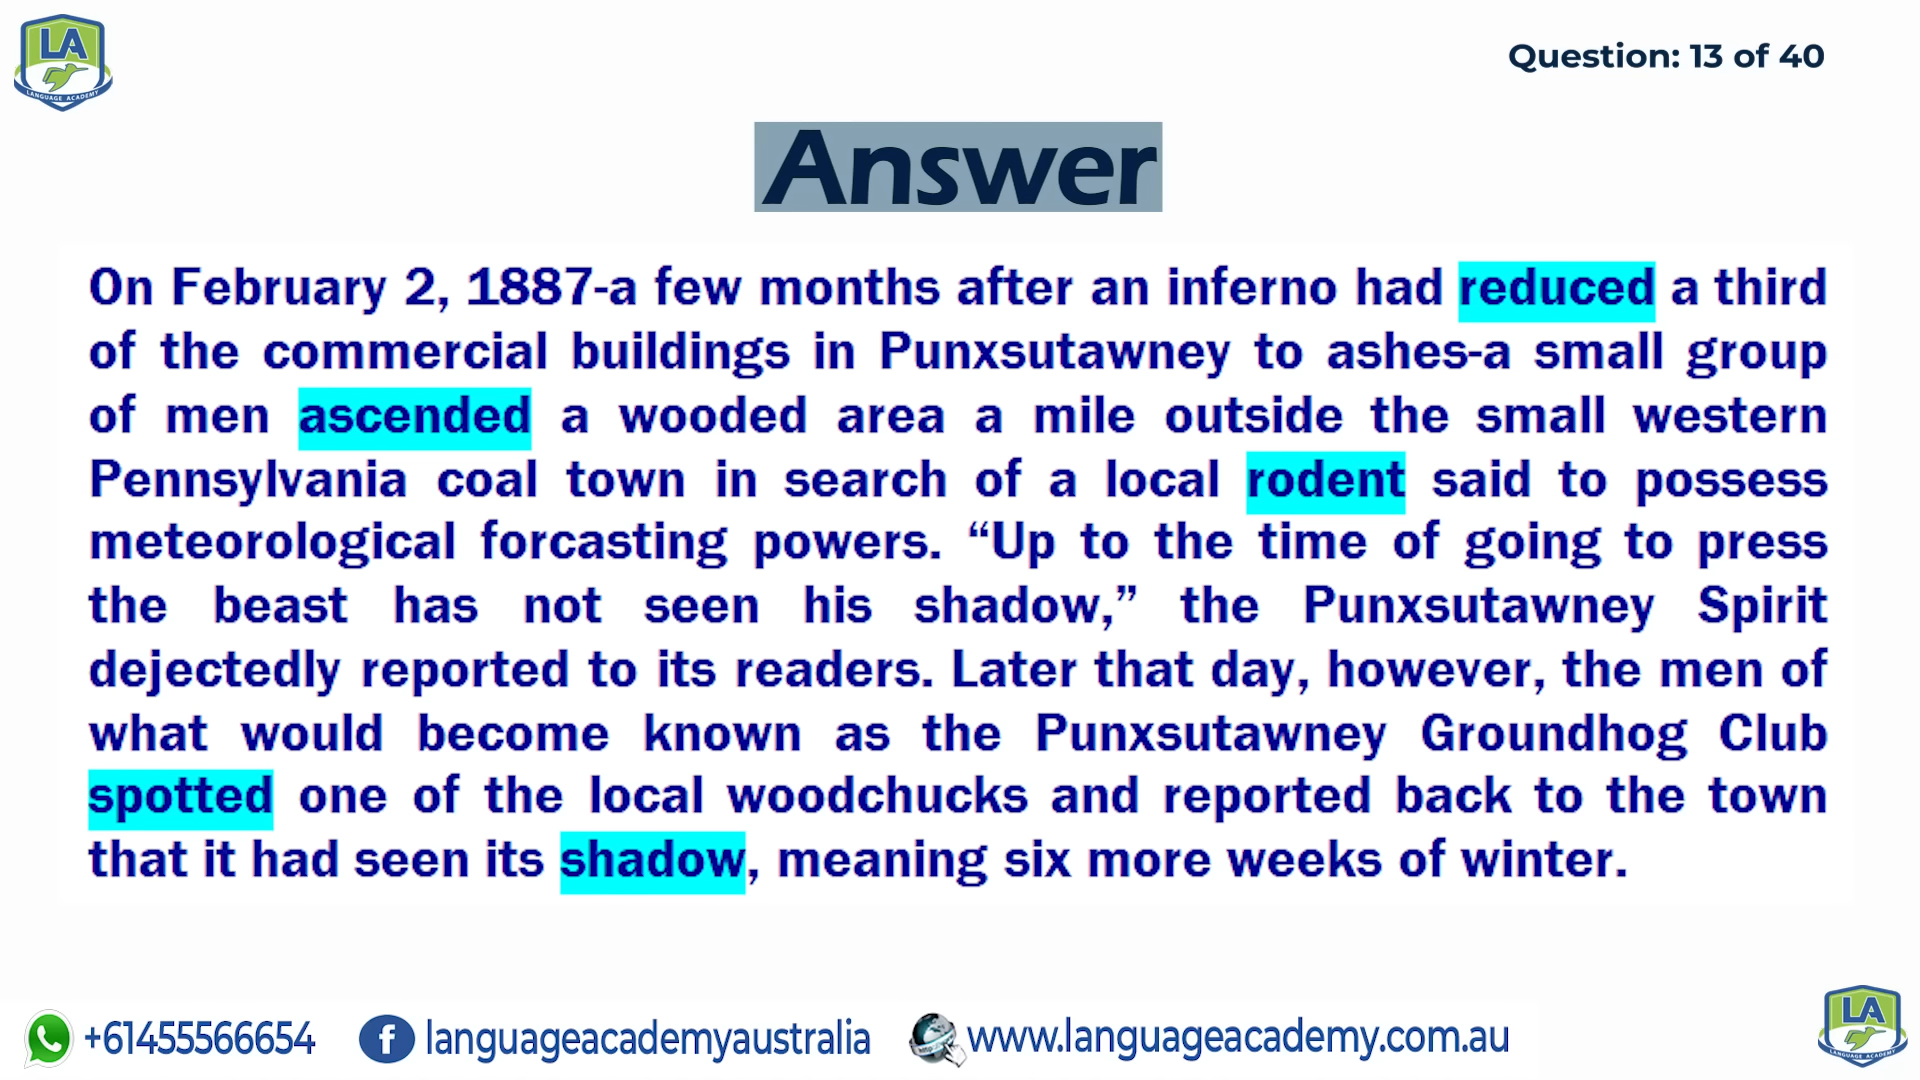 LA
LANGUAGE ACADEMY
Question: 13 of 40
Answer
On February 2, 1887-a few months after an inferno had reduced a third
of the commercial buildings in Punxsutawney to ashes-a small group
of men ascended a wooded area a mile outside the small western
Pennsylvania coal town in search of a local rodent said to possess
meteorological forcasting powers. “Up to the time of going to press
the beast has not seen his shadow,” the Punxsutawney Spirit
dejectedly reported to its readers. Later that day, however, the men of
what would become known as the Punxsutawney Groundhog Club
spotted one of the local woodchucks and reported back to the town
that it had seen its shadow, meaning six more weeks of winter.
+61455566654
languageacademyaustralia
www.languageacademy.com.au
LA
LANGUAGE ACADEMY